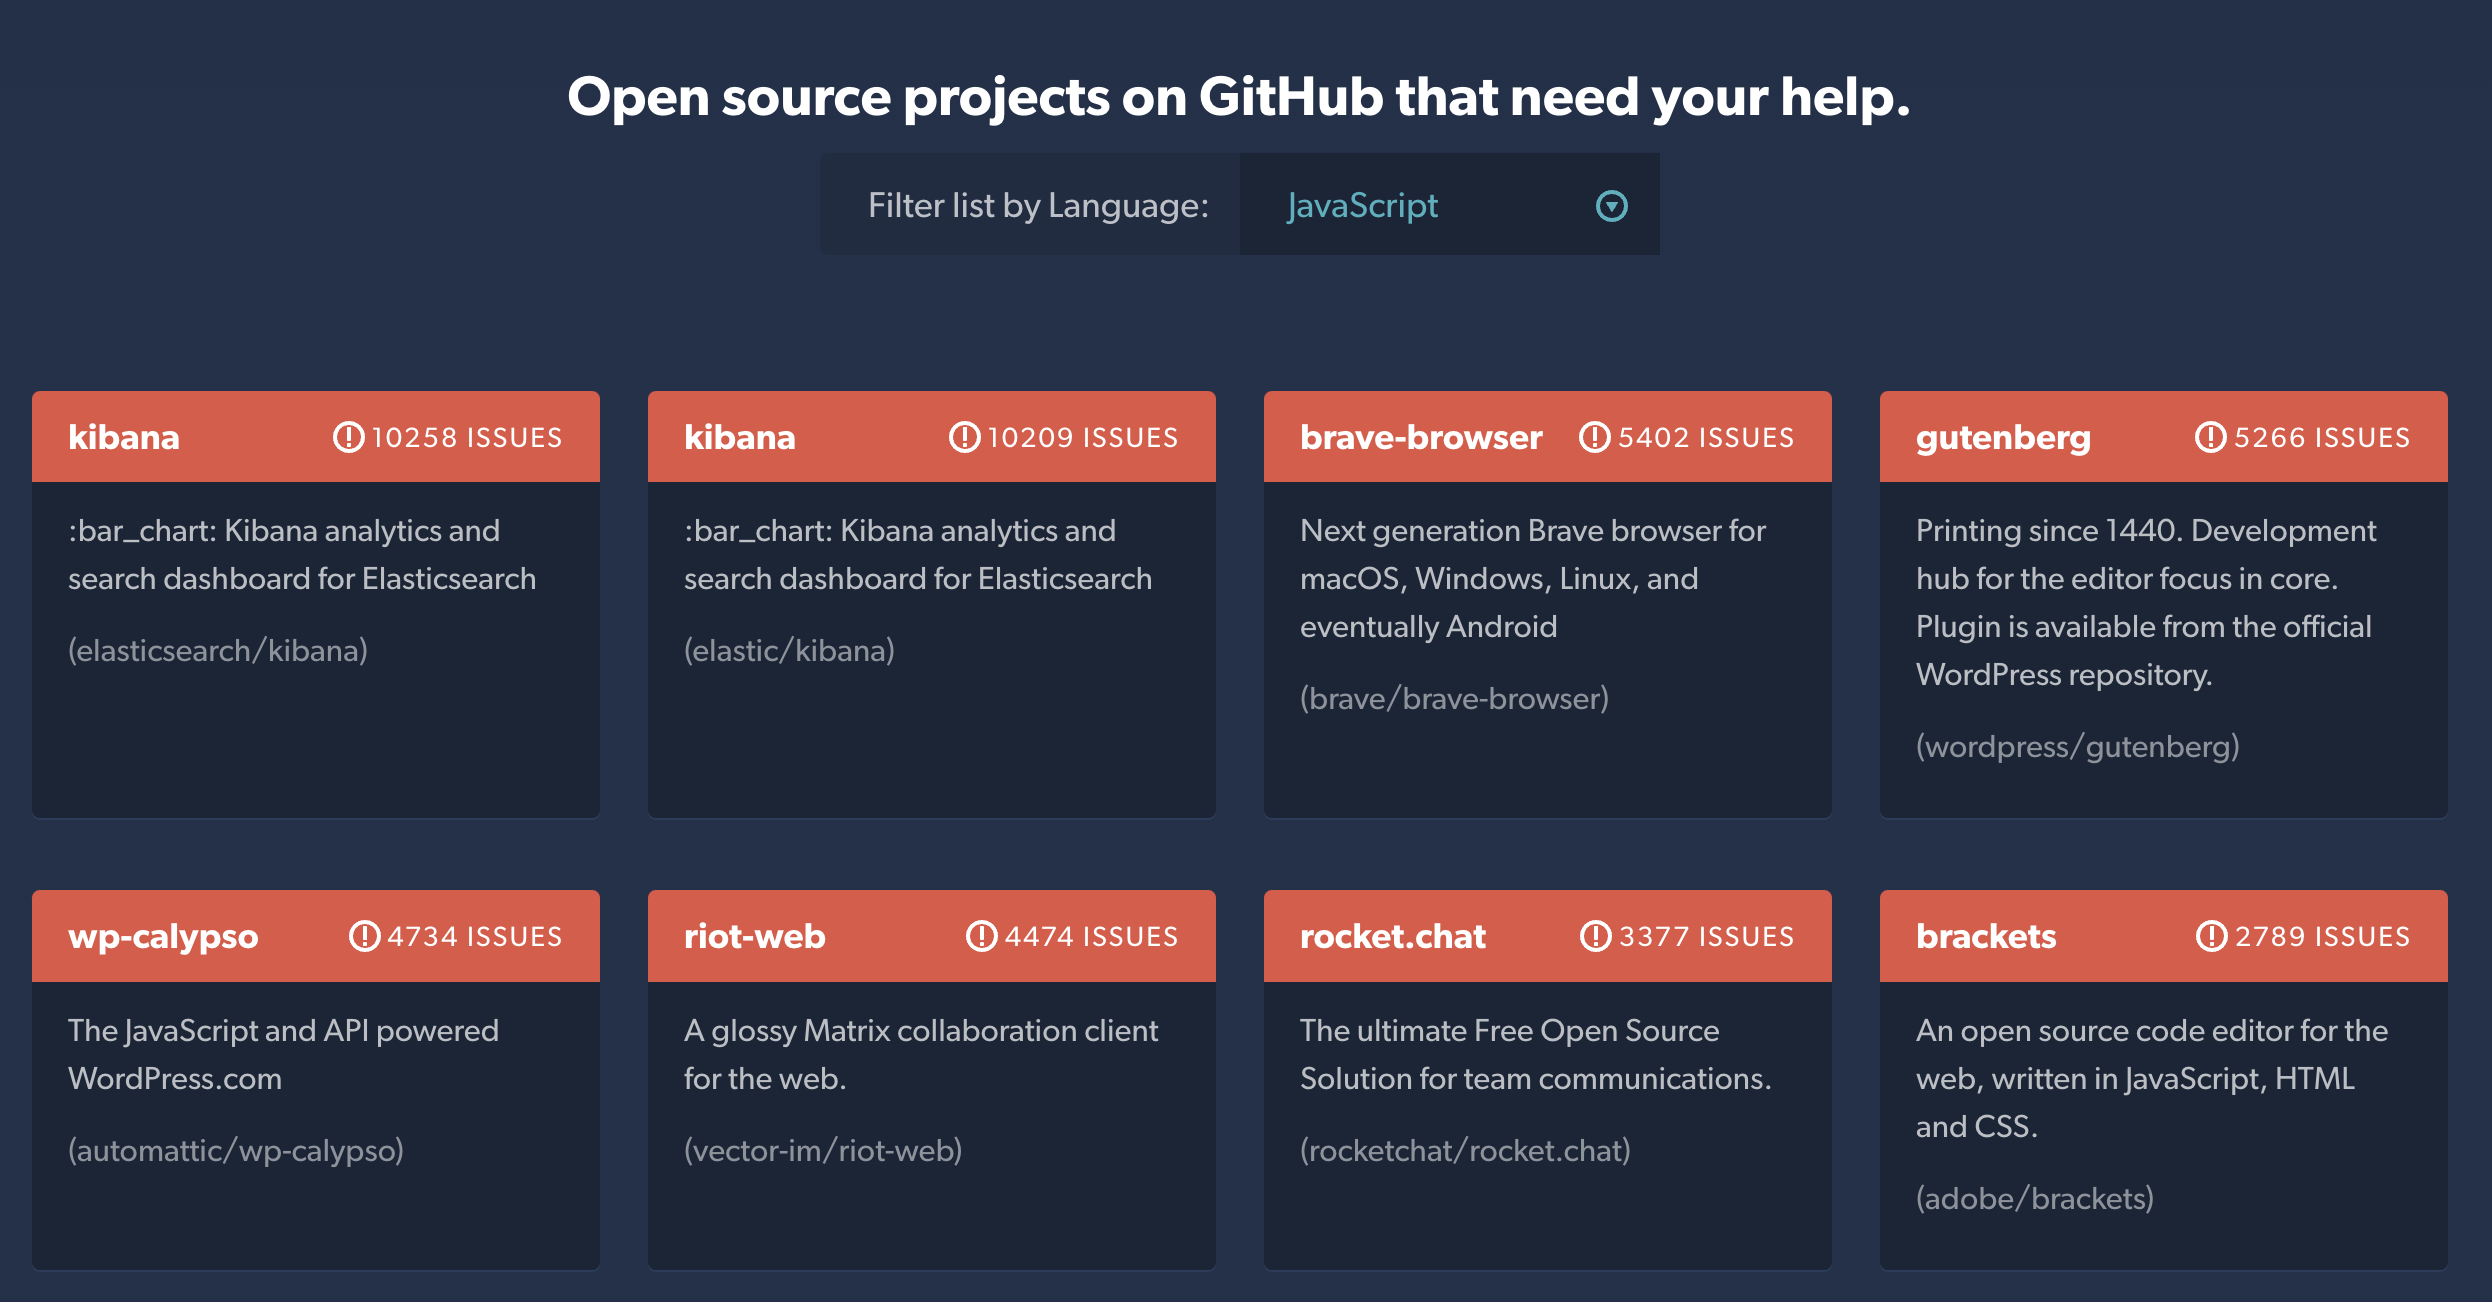 Open source projects on GitHub that need your help.
Filter list by Language: JavaScript
kibana 10258 ISSUES
:bar_chart: Kibana analytics and
search dashboard for Elasticsearch
(elasticsearch/kibana)
kibana 10209 ISSUES
:bar_chart: Kibana analytics and
search dashboard for Elasticsearch
(elastic/kibana)
brave-browser 5402 ISSUES
Next generation Brave browser for
macOS, Windows, Linux, and
eventually Android
(brave/brave-browser)
gutenberg 5266 ISSUES
Printing since 1440. Development
hub for the editor focus in core.
Plugin is available from the official
WordPress repository.
(wordpress/gutenberg)
wp-calypso 4734 ISSUES
The JavaScript and API powered
WordPress.com
(automattic/wp-calypso)
riot-web 4474 ISSUES
A glossy Matrix collaboration client
for the web.
(vector-im/riot-web)
rocket.chat 3377 ISSUES
The ultimate Free Open Source
Solution for team communications.
(rocketchat/rocket.chat)
brackets 2789 ISSUES
An open source code editor for the
web, written in JavaScript, HTML
and CSS.
(adobe/brackets)